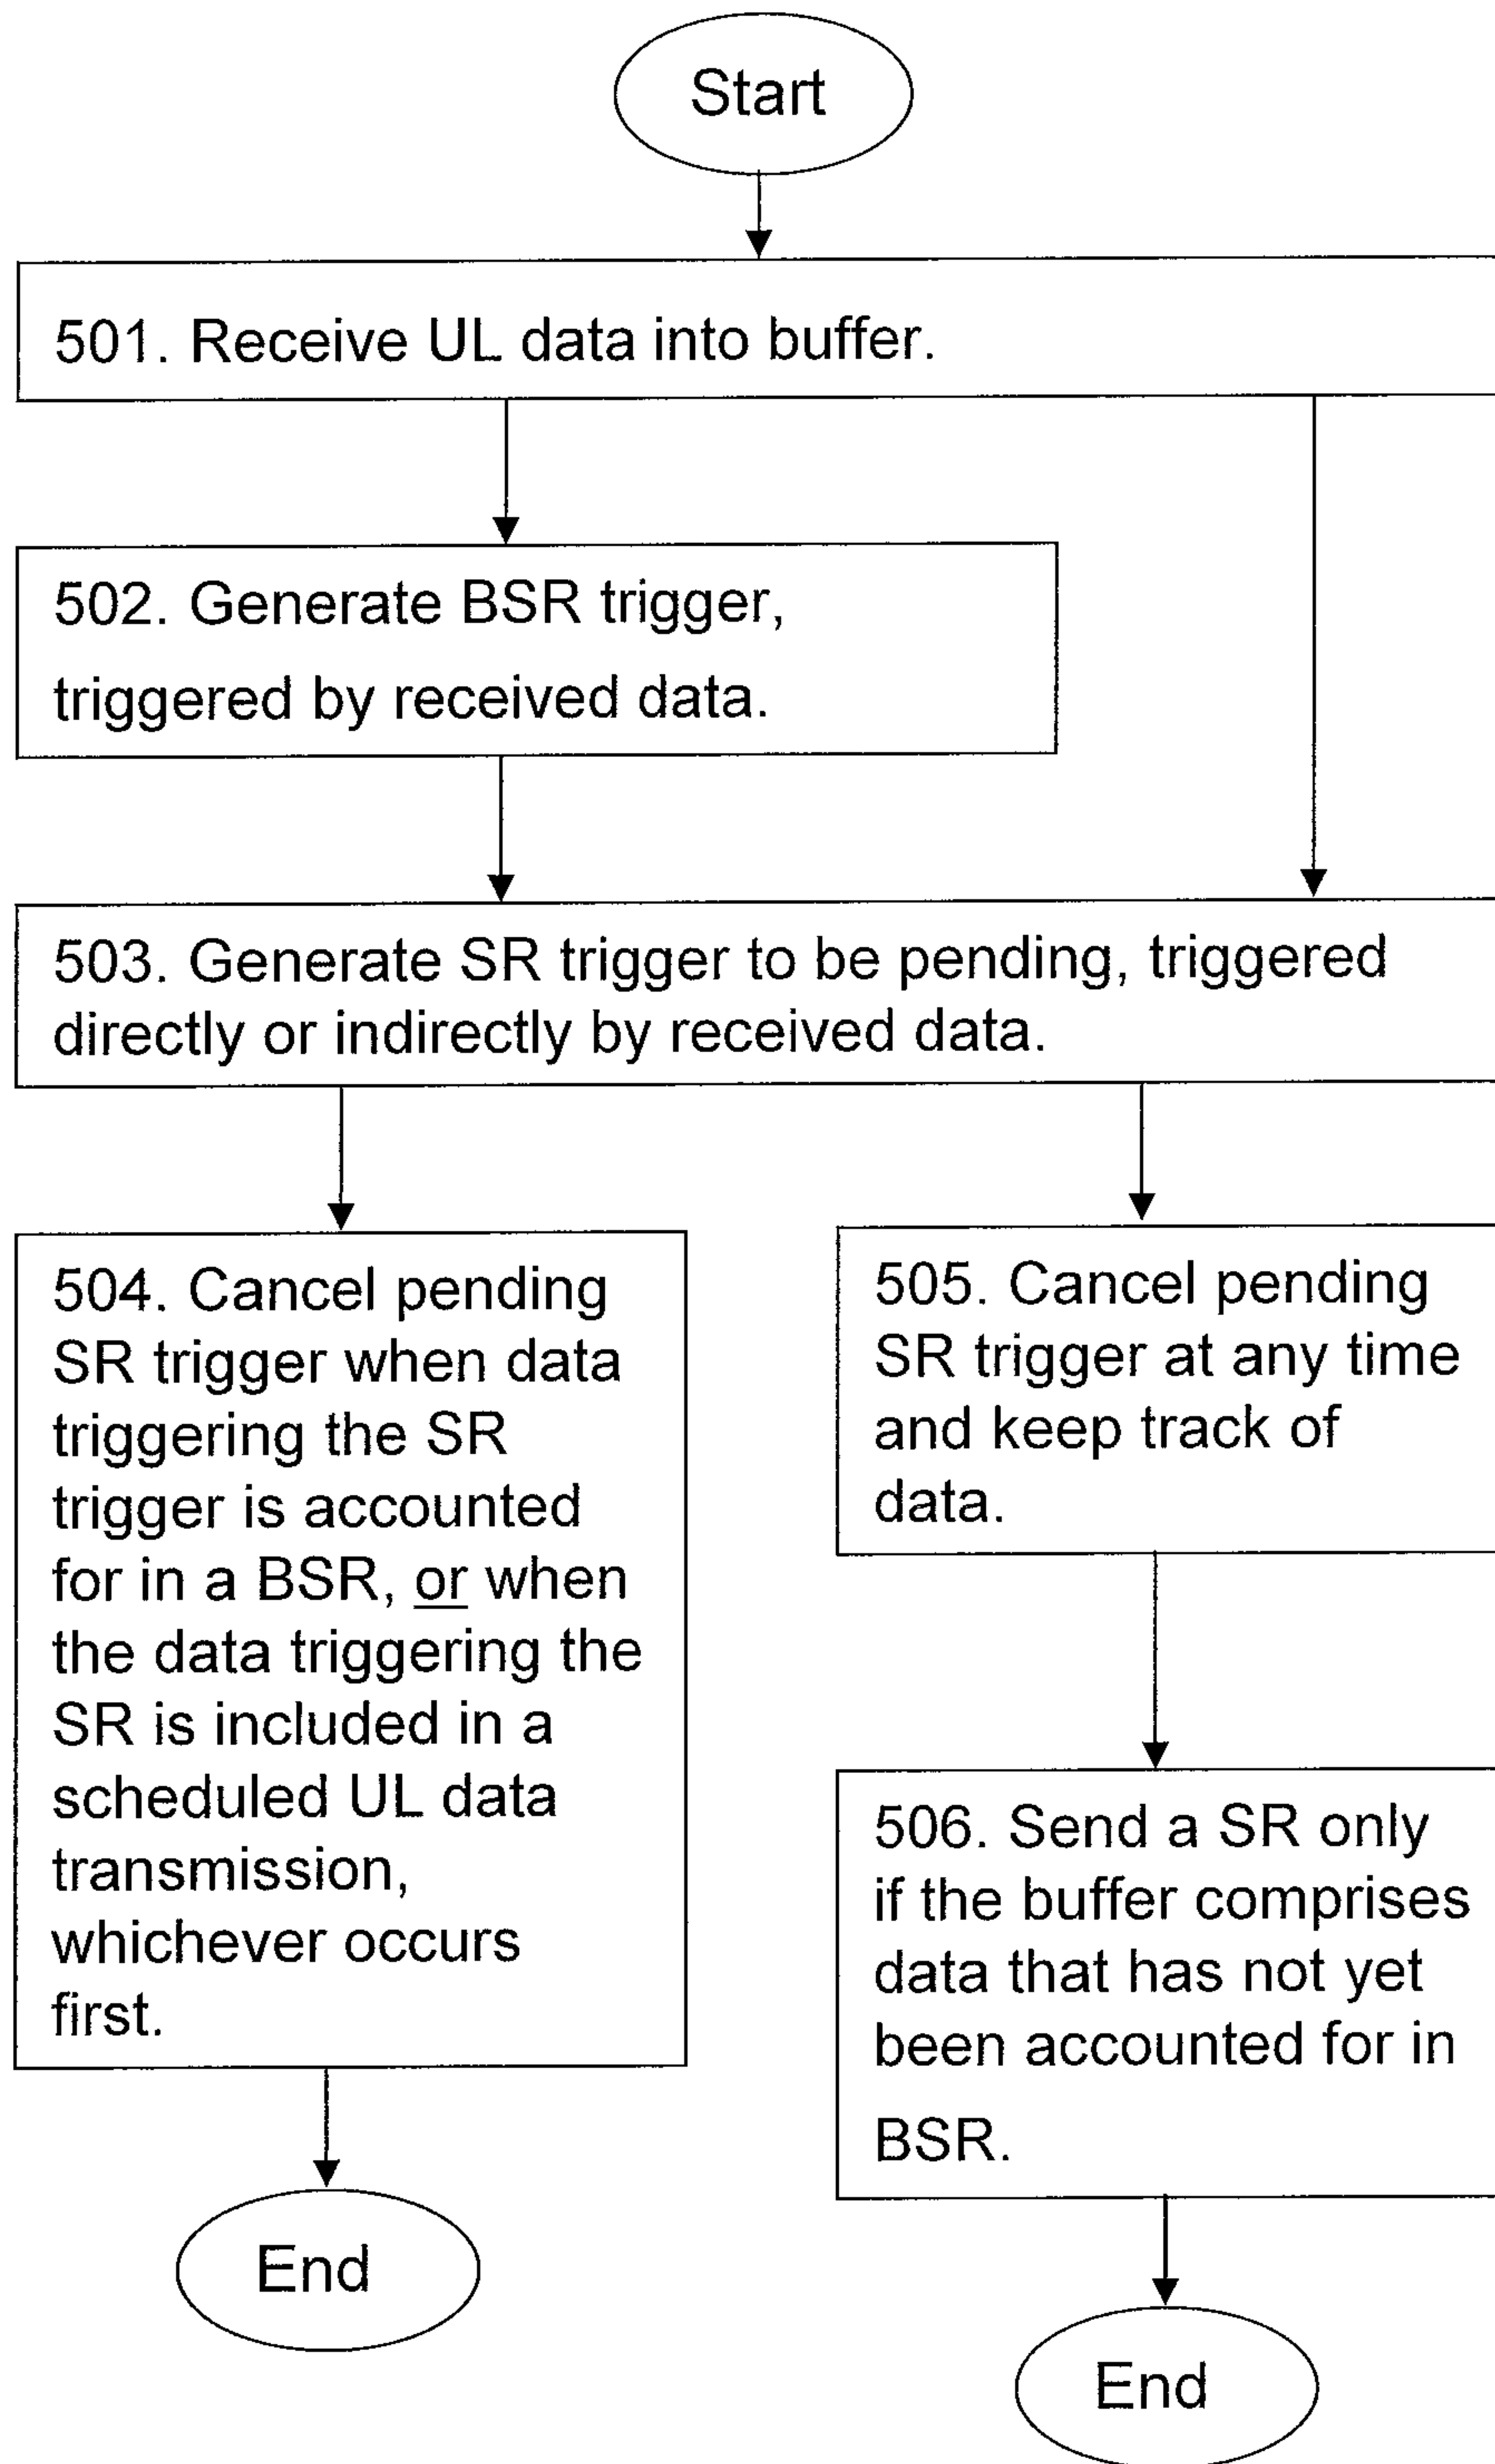 Start
501. Receive UL data into buffer.
502. Generate BSR trigger,
triggered by received data.
503. Generate SR trigger to be pending, triggered
directly or indirectly by received data.
504. Cancel pending
SR trigger when data
triggering the SR
trigger is accounted
for in a BSR, or when
the data triggering the
SR is included in a
scheduled UL data
transmission,
whichever occurs
first.
End
505. Cancel pending
SR trigger at any time
and keep track of
data.
506. Send a SR only
if the buffer comprises
data that has not yet
been accounted for in
BSR.
End